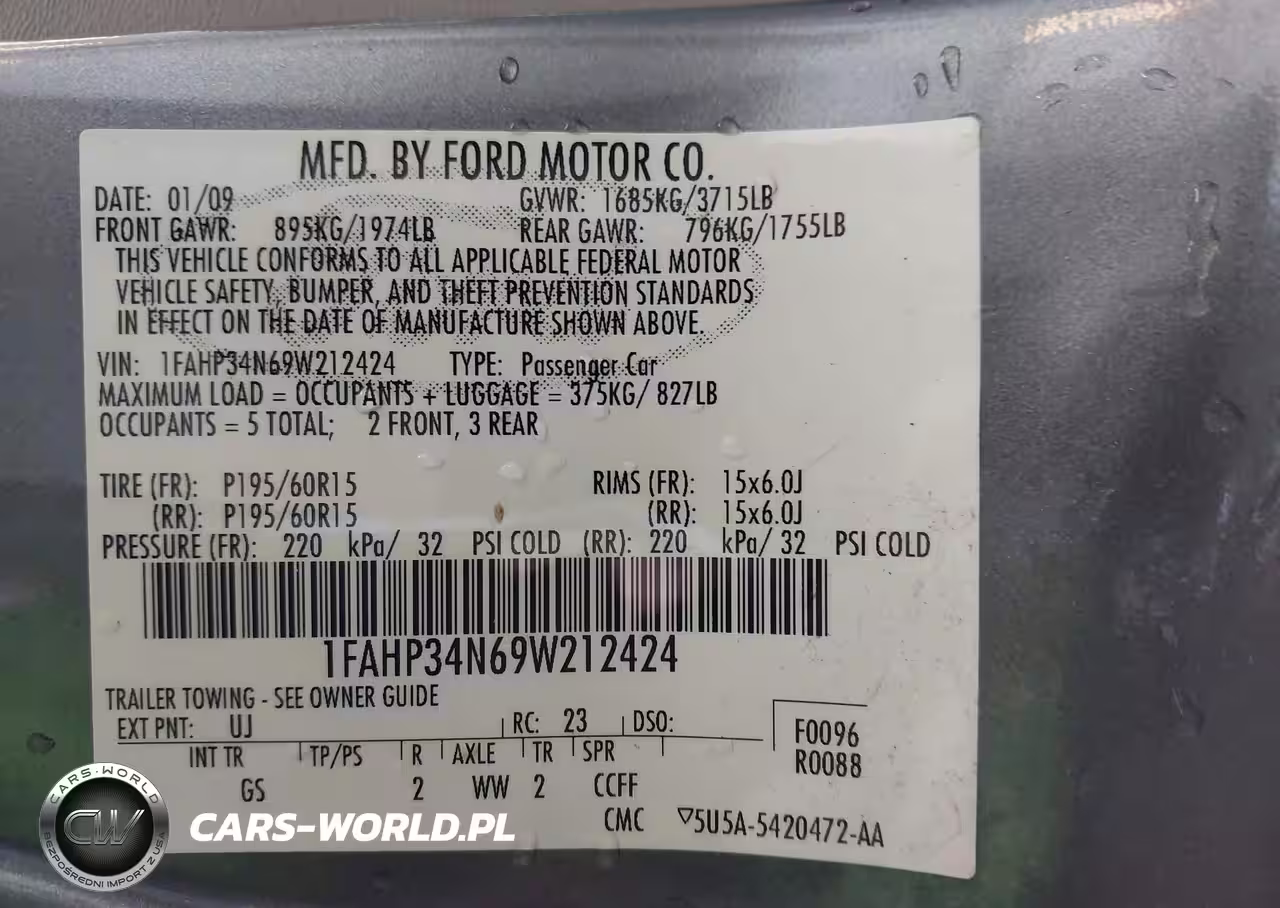 MFD. BY FORD MOTOR CO.
DATE: 01/09 GVWR: 1685KG/3715LB
FRONT GAWR: 895KG/1974LB REAR GAWR: 796KG/1755LB
THIS VEHICLE CONFORMS TO ALL APPLICABLE FEDERAL MOTOR
VEHICLE SAFETY, BUMPER, AND THEFT PREVENTION STANDARDS
IN EFFECT ON THE DATE OF MANUFACTURE SHOWN ABOVE.
VIN: 1FAHP34N69W212424 TYPE: Passenger Car
MAXIMUM LOAD = OCCUPANTS + LUGGAGE = 375KG/ 827LB
OCCUPANTS = 5 TOTAL; 2 FRONT, 3 REAR
TIRE (FR): P195/60R15 RIMS (FR): 15x6.0J
(RR): P195/60R15 (RR): 15x6.0J
PRESSURE (FR): 220 kPa/ 32 PSI COLD (RR): 220 kPa/ 32 PSI COLD
1FAHP34N69W212424
TRAILER TOWING - SEE OWNER GUIDE
EXT PNT: UJ RC: 23 DSO: F0096
INT TR TP/PS R AXLE TR SPR R0088
GS 2 WW 2 CCFF
CMC ▽5U5A-5420472-AA
CARS-WORLD
CW
BEZPOŚREDNI IMPORT Z USA
CARS-WORLD.PL